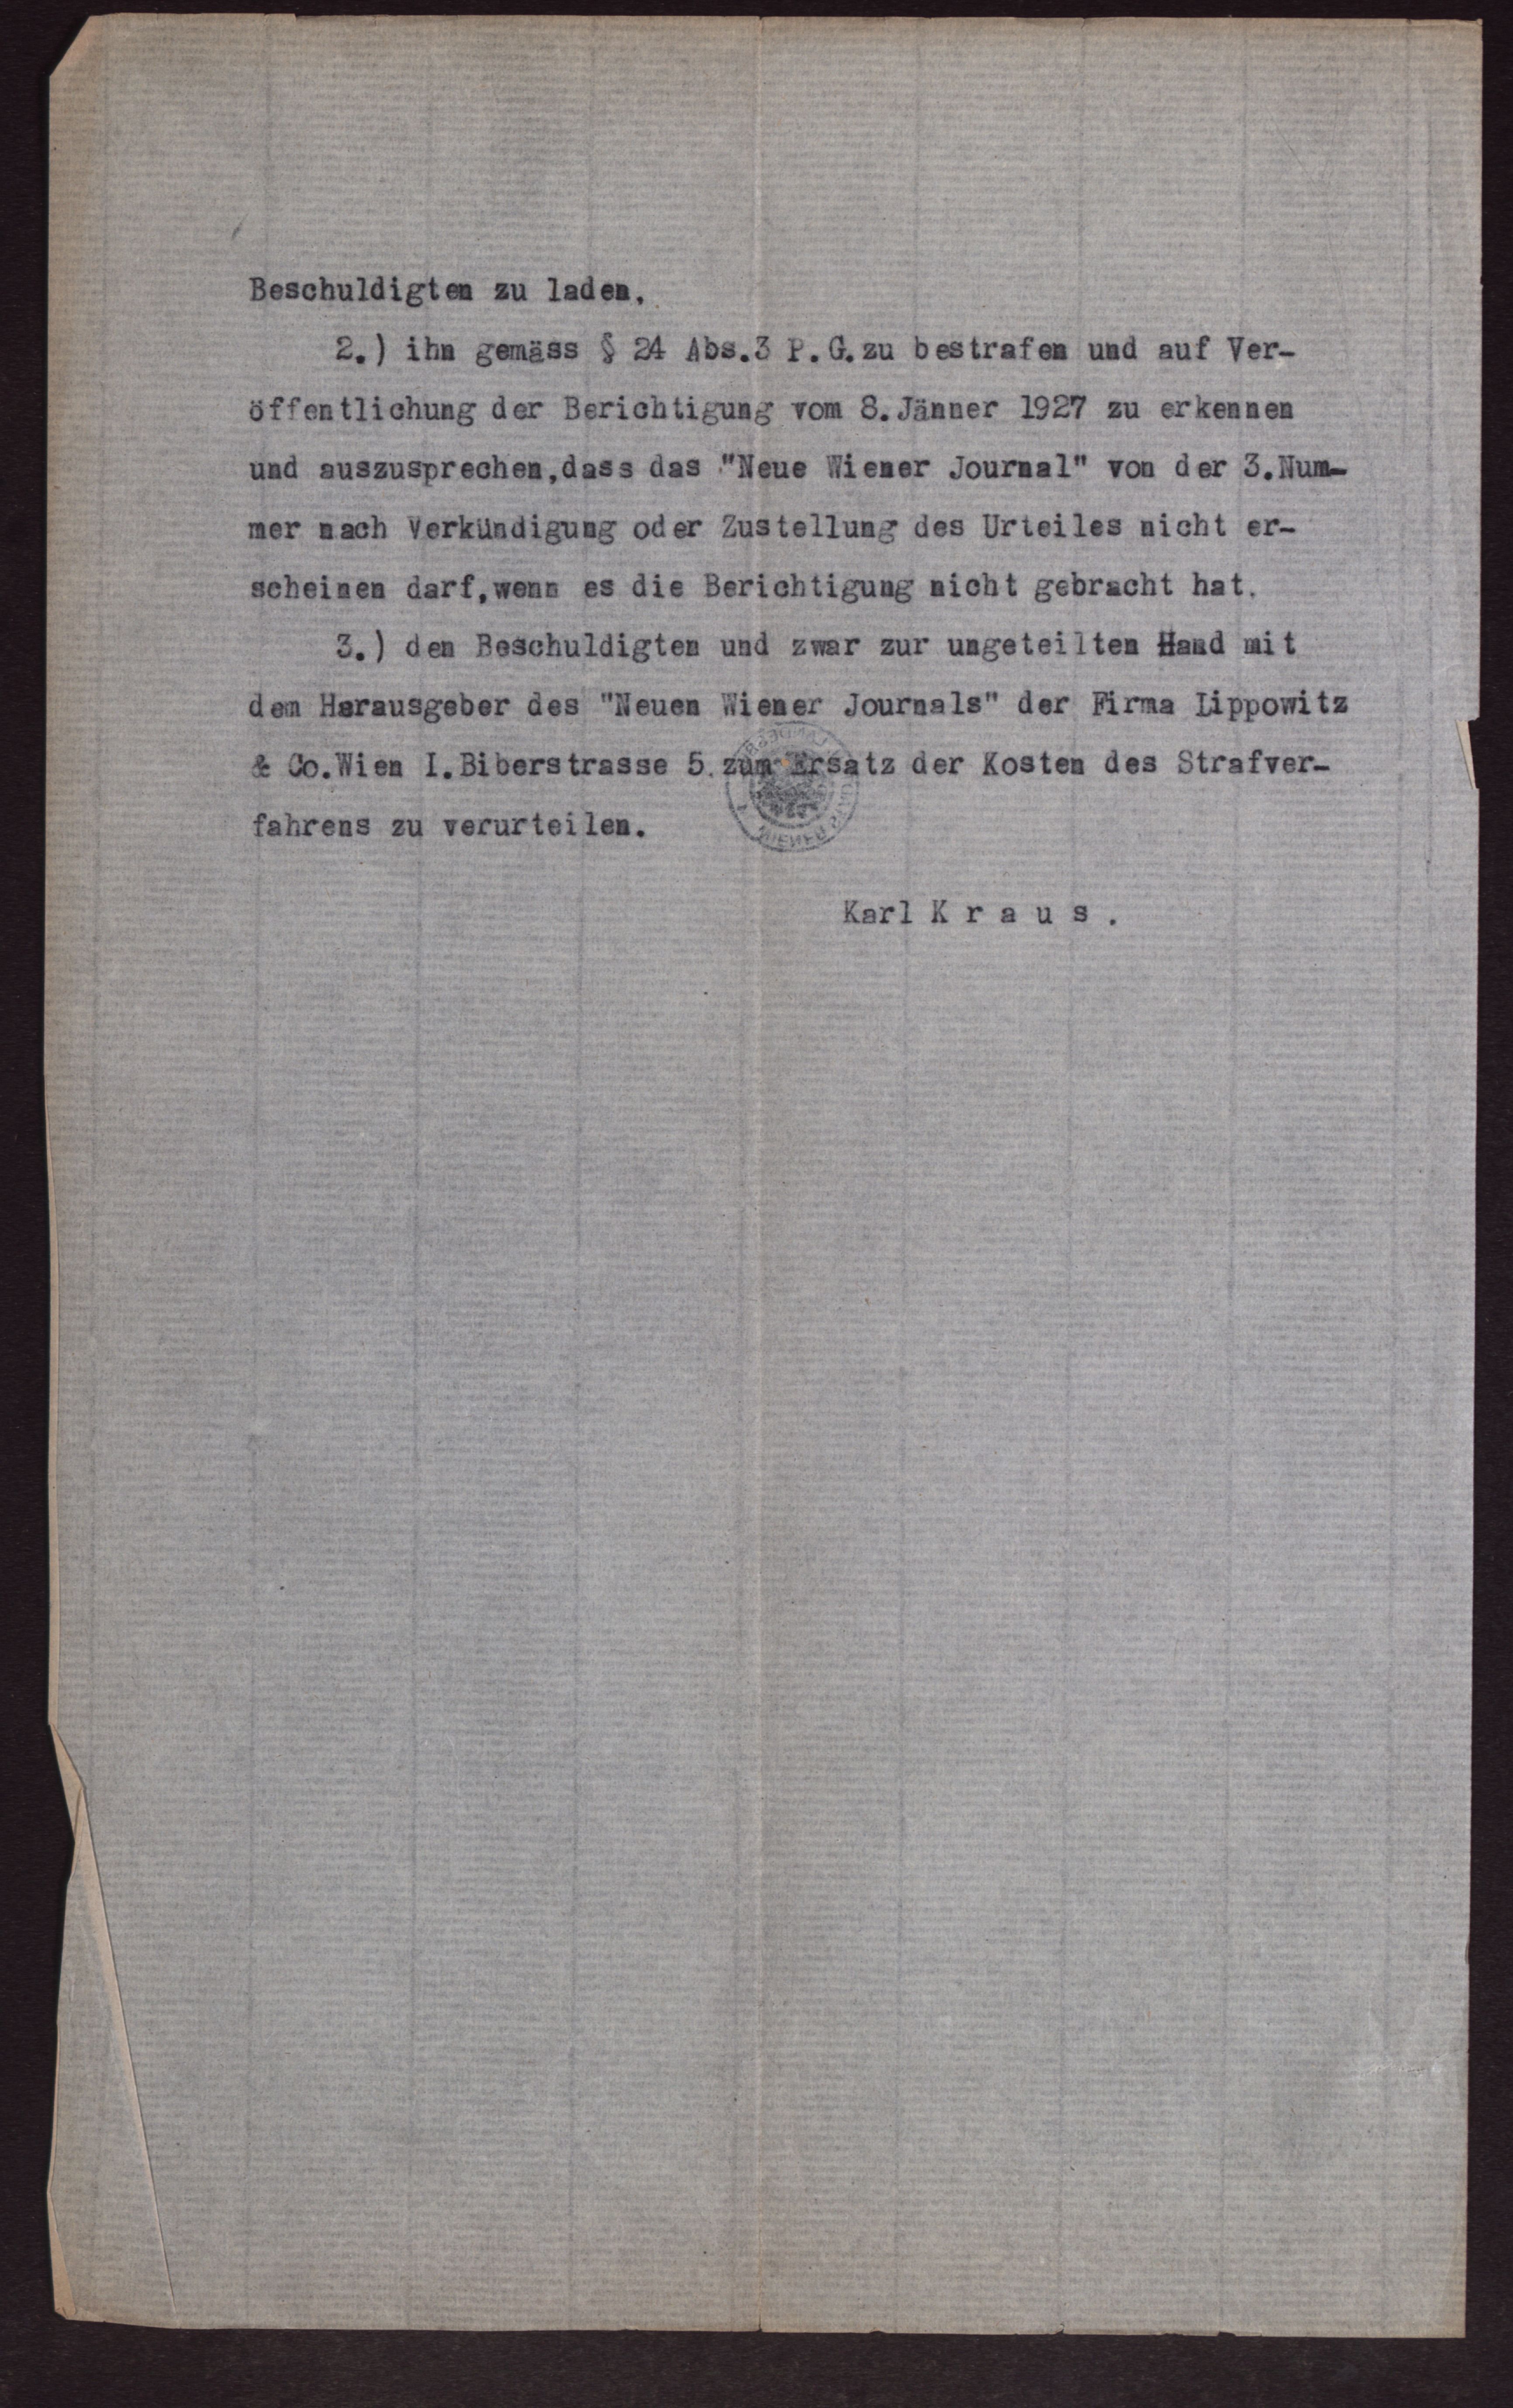 Beschuldigten zu laden.
2.) ihn gemäss § 24 Abs.3 P.G.zu bestrafen und auf Ver-
öffentlichung der Berichtigung vom 8.Jänner 1927 zu erkennen
und auszusprechen,dass das "Neue Wiener Journal" von der 3.Num-
mer nach Verkündigung oder Zustellung des Urteiles nicht er-
scheinen darf,wenn es die Berichtigung nicht gebracht hat.
3.) den Beschuldigten und zwar zur ungeteilten Hand mit
dem Herausgeber des "Neuen Wiener Journals" der Firma Lippowitz
& Co.Wien I.Biberstrasse 5.zum Ersatz der Kosten des Strafver-
fahrens zu verurteilen.
Karl K r a u s .
WIENER